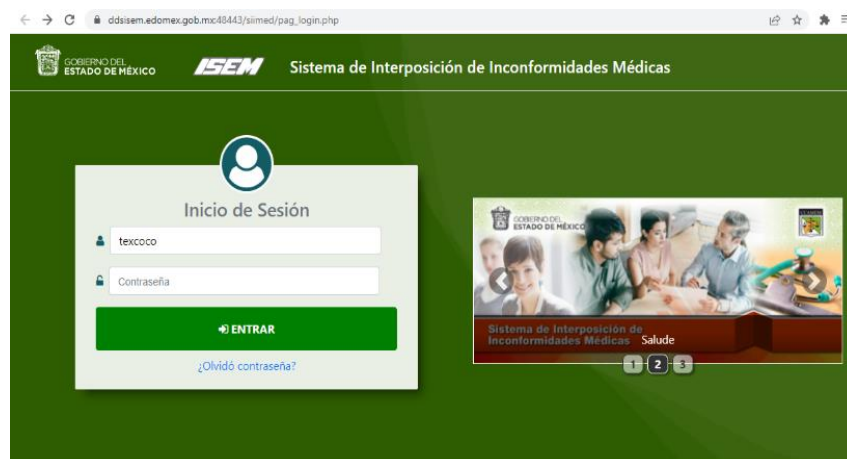 ddsisem.edomex.gob.mx:48443/siimed/pag_login.php
GOBIERNO DEL
ESTADO DE MÉXICO
ISEM
Sistema de Interposición de Inconformidades Médicas
Inicio de Sesión
texcoco
Contraseña
ENTRAR
¿Olvidó contraseña?
GOBIERNO DEL
ESTADO DE MÉXICO
Sistema de Interposición de
Inconformidades Médicas
Salude
1 2 3